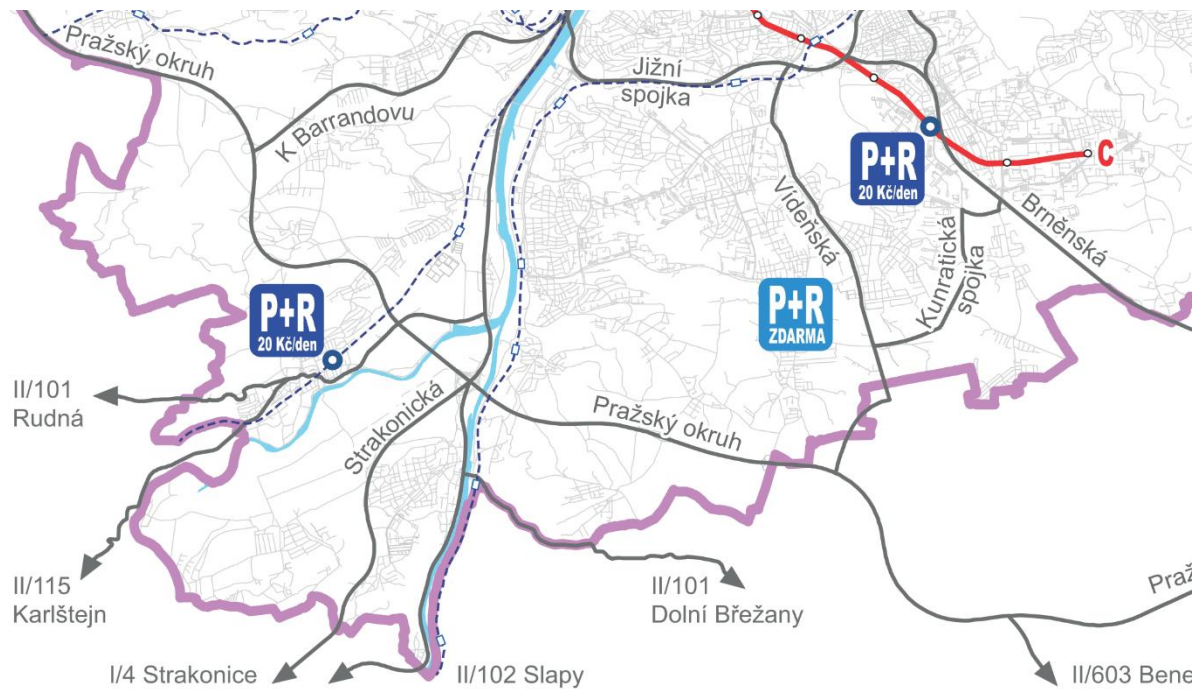 Pražský okruh
K Barrandovu
Jižní
spojka
P+R
20 Kč/den
C
Vídeňská
Brněnská
Kunratická
spojka
P+R
20 Kč/den
P+R
ZDARMA
II/101
Rudná
Strakonická
Pražský okruh
II/115
Karlštejn
II/101
Dolní Břežany
Praž
I/4 Strakonice
II/102 Slapy
II/603 Bene